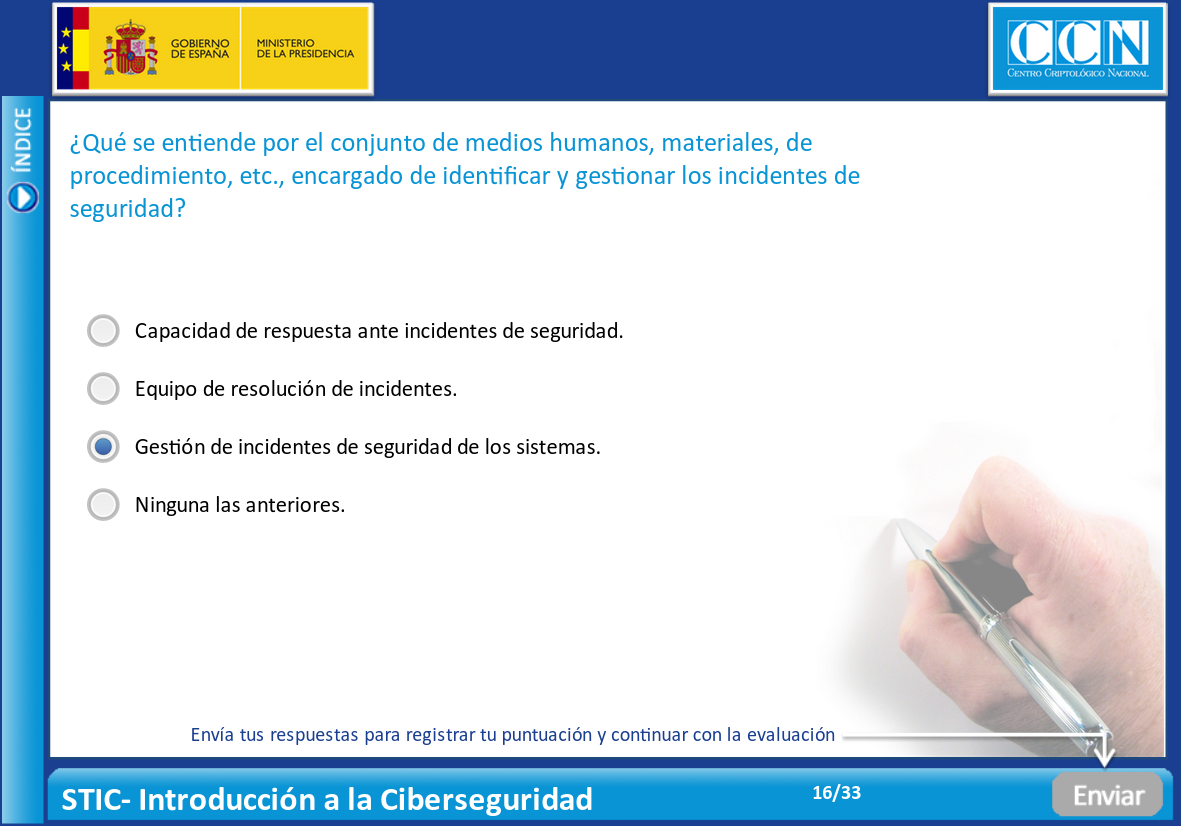 GOBIERNO
DE ESPAÑA
MINISTERIO
DE LA PRESIDENCIA
CCN
CENTRO CRIPTOLÓGICO NACIONAL
ÍNDICE
¿Qué se entiende por el conjunto de medios humanos, materiales, de
procedimiento, etc., encargado de identificar y gestionar los incidentes de
seguridad?
Capacidad de respuesta ante incidentes de seguridad.
Equipo de resolución de incidentes.
Gestión de incidentes de seguridad de los sistemas.
Ninguna las anteriores.
Envía tus respuestas para registrar tu puntuación y continuar con la evaluación
STIC- Introducción a la Ciberseguridad
16/33
Enviar